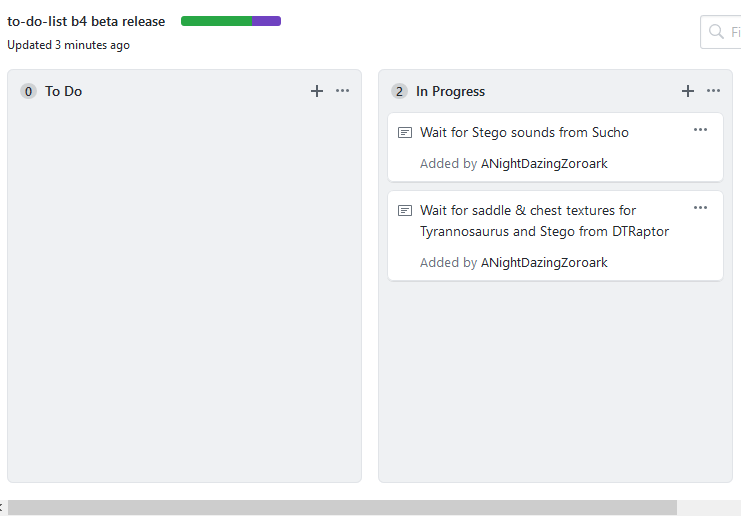 to-do-list b4 beta release
Updated 3 minutes ago
0 To Do
2 In Progress
Wait for Stego sounds from Sucho
Added by ANightDazingZoroark
Wait for saddle & chest textures for
Tyrannosaurus and Stego from DTRaptor
Added by ANightDazingZoroark